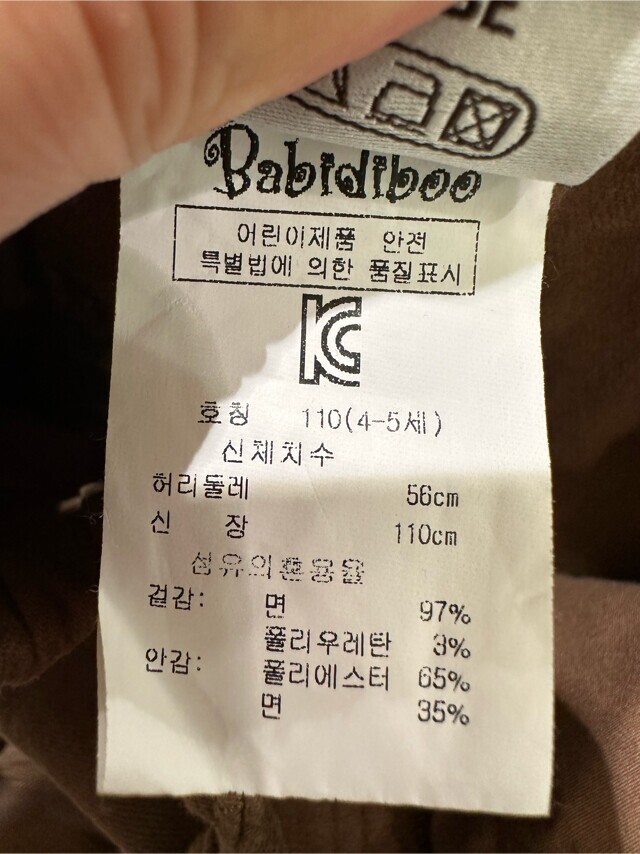 Babidiboo
어린이제품 안전
특별법에 의한 품질표시
KC
호칭 110(4-5세)
신체치수
허리둘레 56cm
신 장 110cm
섬유의혼용율
겉감: 면 97%
폴리우레탄 3%
안감: 폴리에스터 65%
면 35%